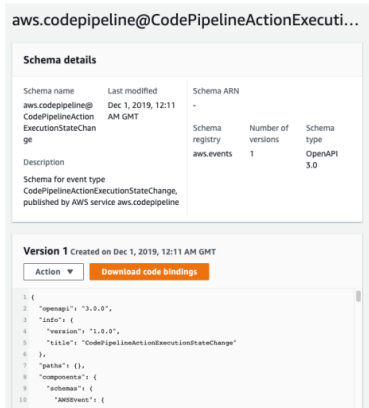 aws.codepipeline@CodePipelineActionExecuti...
Schema details
Schema name
aws.codepipeline@
CodePipelineAction
ExecutionStateChan
ge
Last modified
Dec 1, 2019, 12:11
AM GMT
Schema ARN
-
Schema
registry
aws.events
Number of
versions
1
Schema
type
OpenAPI
3.0
Description
Schema for event type
CodePipelineActionExecutionStateChange,
published by AWS service aws.codepipeline
Version 1 Created on Dec 1, 2019, 12:11 AM GMT
Action ▼ Download code bindings
1 {
2 "openapi": "3.0.0",
3 "info": {
4 "version": "1.0.0",
5 "title": "CodePipelineActionExecutionStateChange"
6 },
7 "paths": {},
8 "components": {
9 "schemas": {
10 "AWSEvent": {